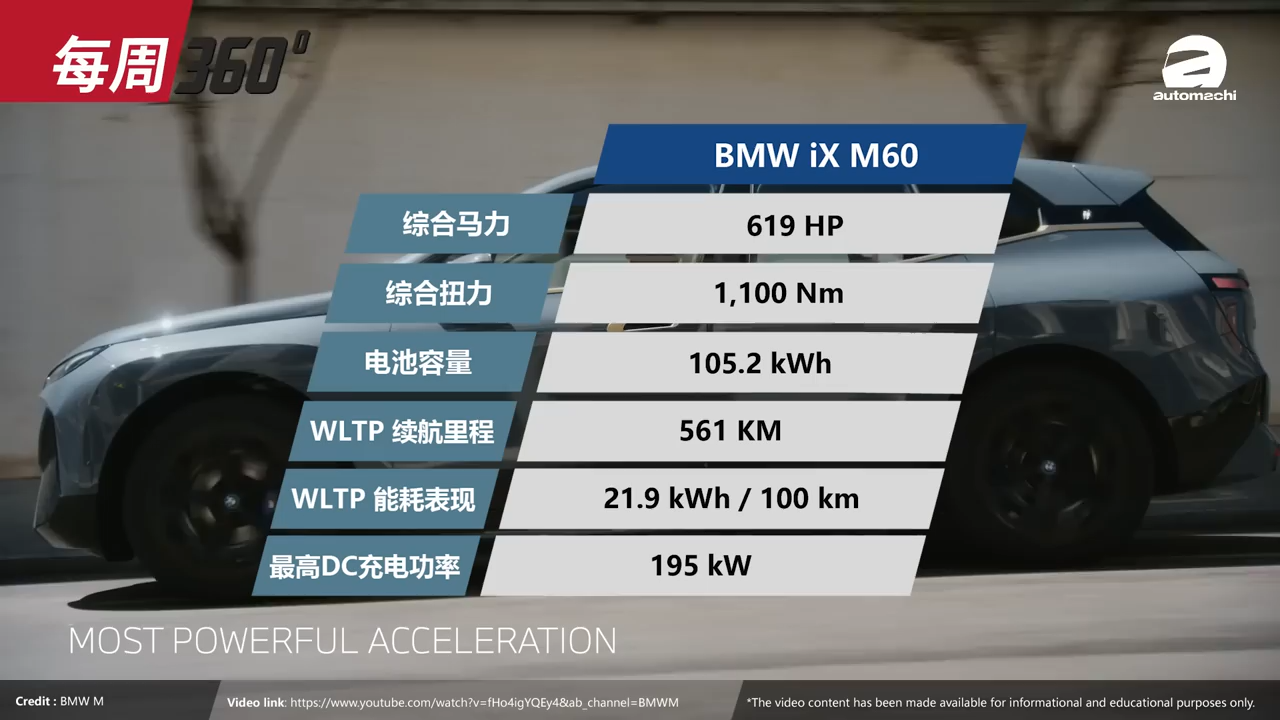 每周360°
automachi
BMW iX M60
综合马力 619 HP
综合扭力 1,100 Nm
电池容量 105.2 kWh
WLTP 续航里程 561 KM
WLTP 能耗表现 21.9 kWh / 100 km
最高DC充电功率 195 kW
MOST POWERFUL ACCELERATION
Credit : BMW M
Video link: https://www.youtube.com/watch?v=fHo4igYQEy4&ab_channel=BMWM
*The video content has been made available for informational and educational purposes only.